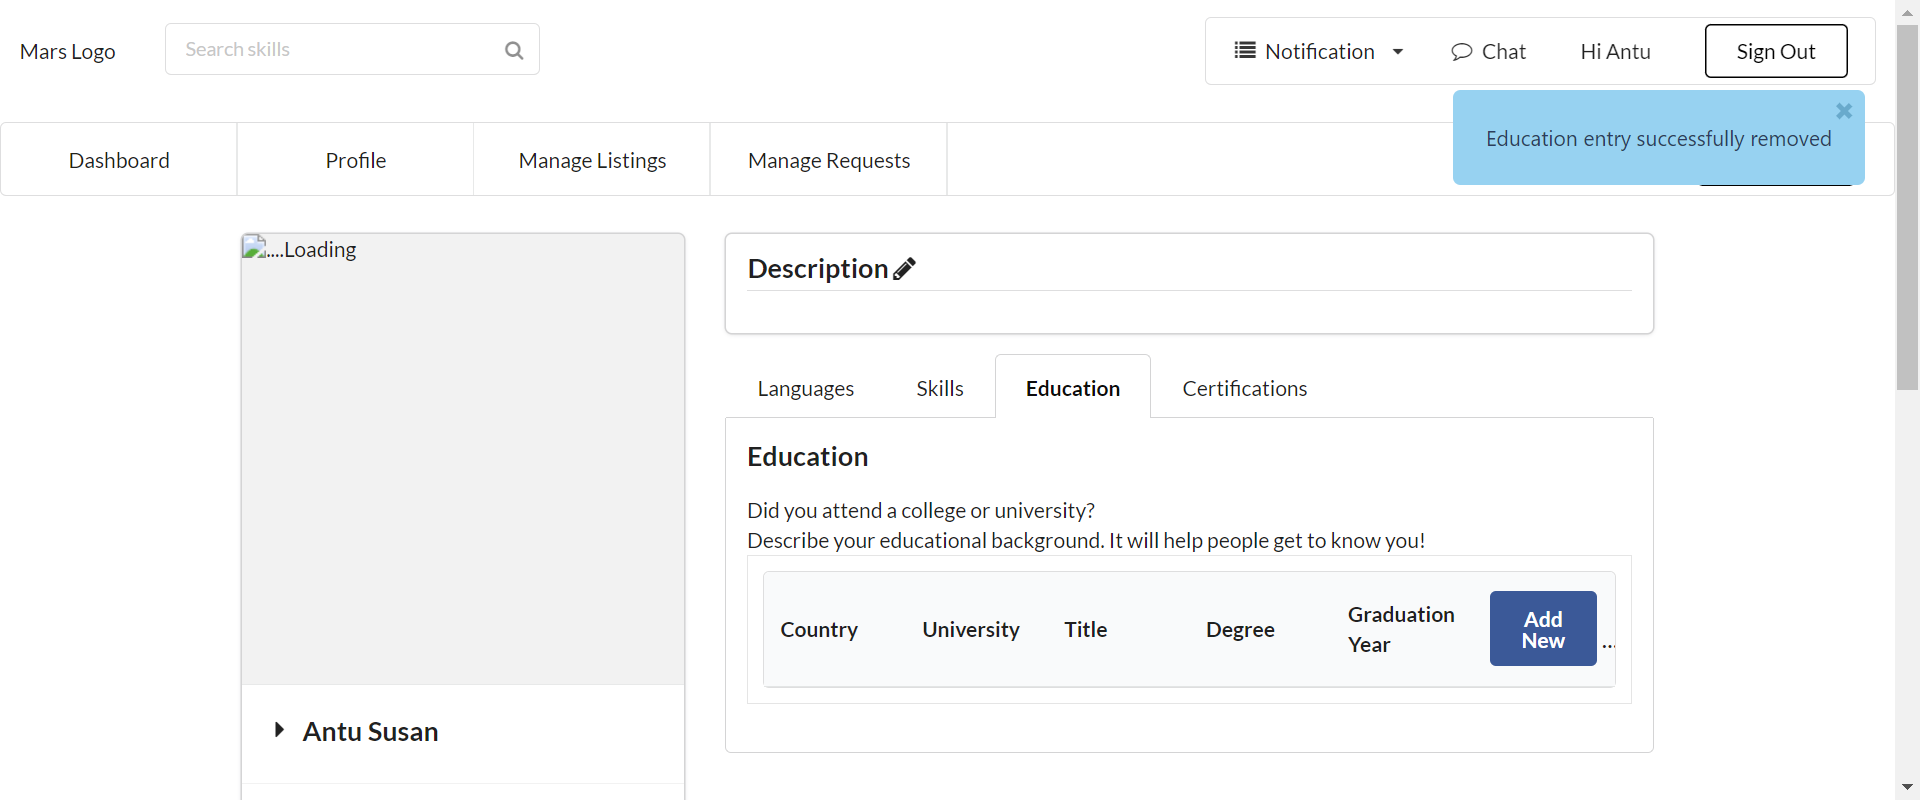 Mars Logo
Search skills
Notification
Chat
Hi Antu
Sign Out
Education entry successfully removed
Dashboard
Profile
Manage Listings
Manage Requests
....Loading
Antu Susan
Description
Languages
Skills
Education
Certifications
Education
Did you attend a college or university?
Describe your educational background. It will help people get to know you!
Country
University
Title
Degree
Graduation
Year
Add
New
...